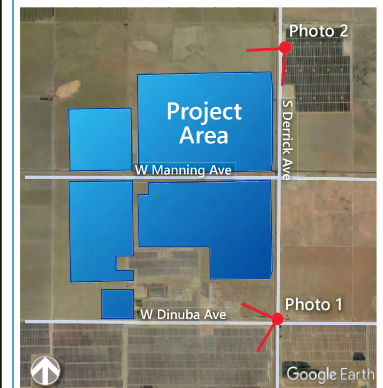 Photo 2
Project
Area
S Derrick Ave
W Manning Ave
Photo 1
W Dinuba Ave
Google Earth